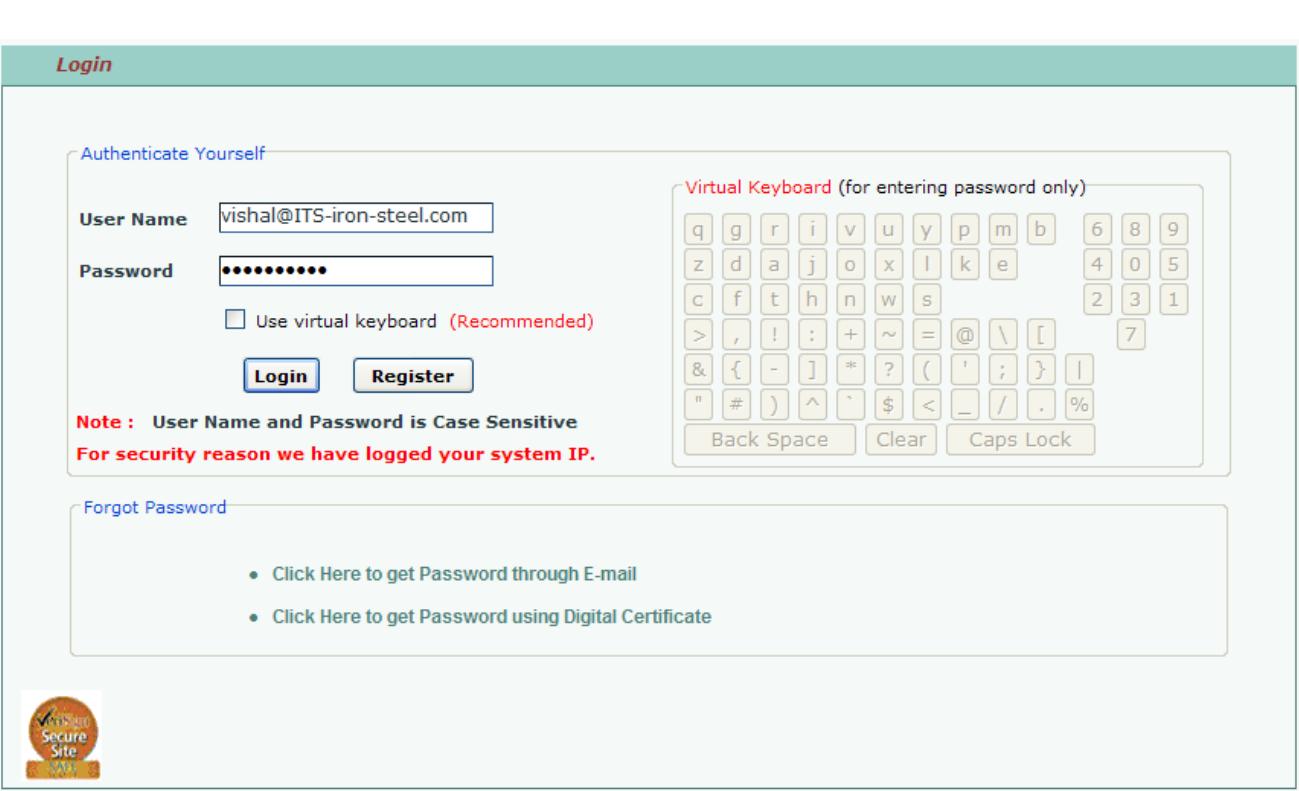 Login
Authenticate Yourself
User Name vishal@ITS-iron-steel.com
Password ••••••••••
Use virtual keyboard (Recommended)
Login Register
Note : User Name and Password is Case Sensitive
For security reason we have logged your system IP.
Virtual Keyboard (for entering password only)
q g r i v u y p m b 6 8 9
z d a j o x l k e 4 0 5
c f t h n w s 2 3 1
> , ! : + ~ = @ \ [ 7
& { - ] * ? ( ' ; } |
" # ) ^ ` $ < _ / . %
Back Space Clear Caps Lock
Forgot Password
• Click Here to get Password through E-mail
• Click Here to get Password using Digital Certificate
VeriSign
Secure
Site